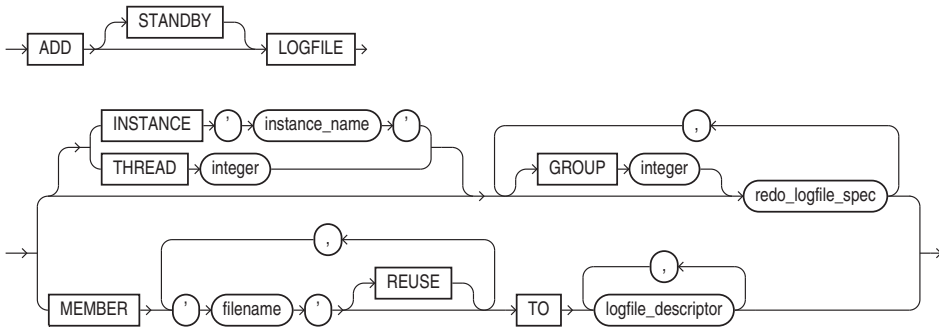 ADD STANDBY LOGFILE
INSTANCE ' instance_name '
THREAD integer
,
GROUP integer redo_logfile_spec
,
MEMBER ' filename ' REUSE TO
,
logfile_descriptor